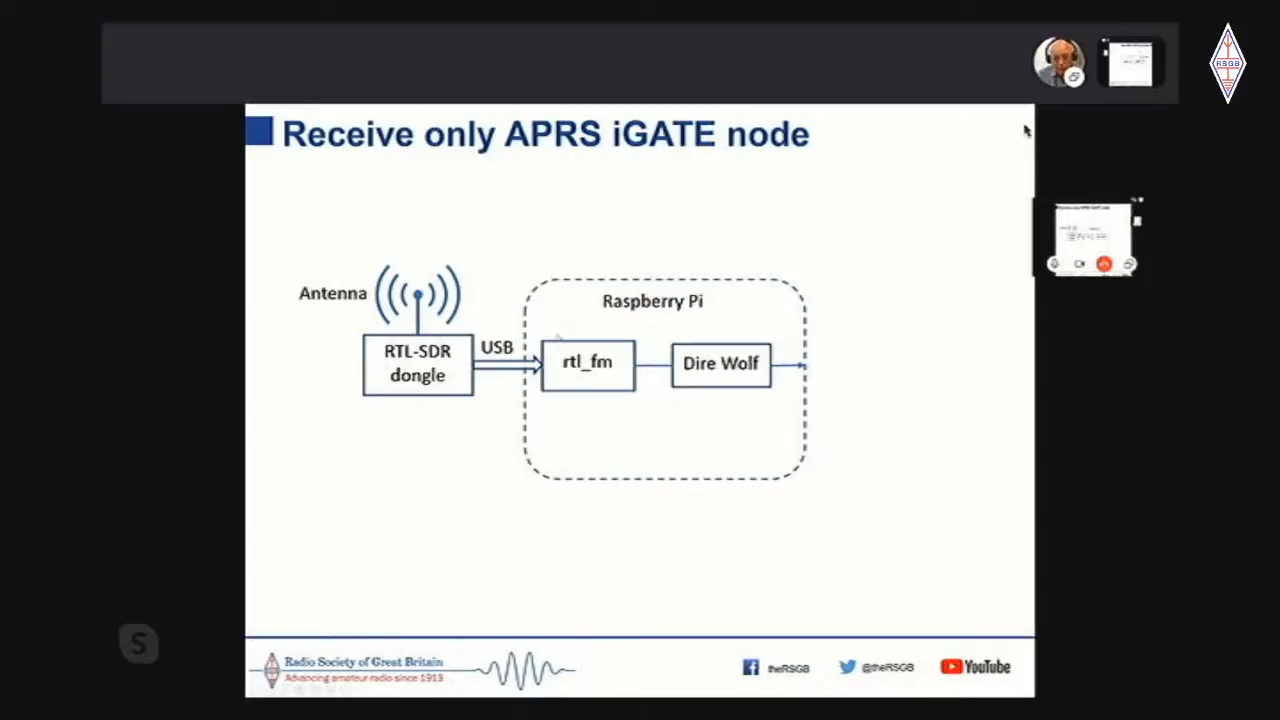 RSGB
Receive only APRS iGATE node
Antenna
RTL-SDR
dongle
USB
Raspberry Pi
rtl_fm
Dire Wolf
S
Radio Society of Great Britain
Advancing amateur radio since 1913
theRSGB
@theRSGB
YouTube